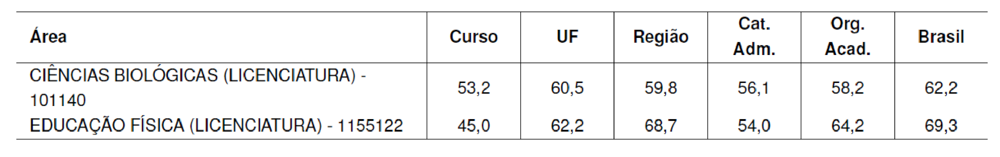 Área Curso UF Região Cat. Adm. Org. Acad. Brasil
CIÊNCIAS BIOLÓGICAS (LICENCIATURA) -
101140 53,2 60,5 59,8 56,1 58,2 62,2
EDUCAÇÃO FÍSICA (LICENCIATURA) - 1155122 45,0 62,2 68,7 54,0 64,2 69,3